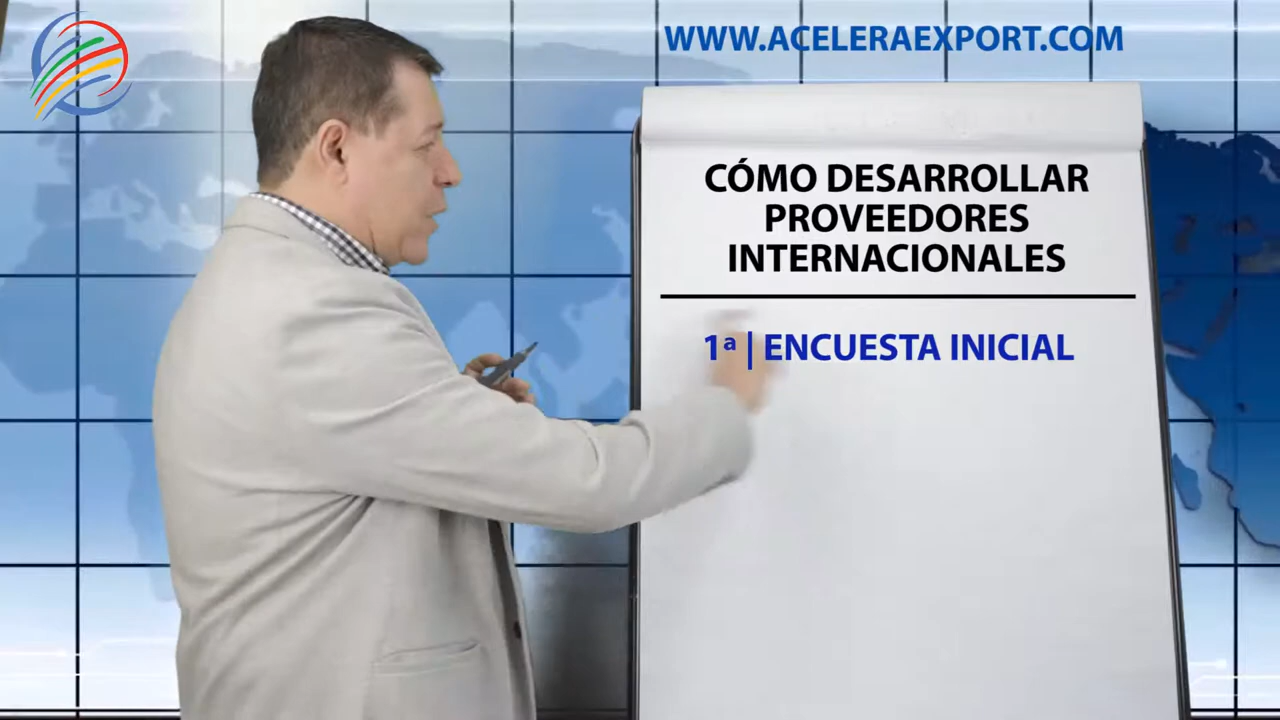 WWW.ACELERAEXPORT.COM
CÓMO DESARROLLAR
PROVEEDORES
INTERNACIONALES
1ª | ENCUESTA INICIAL